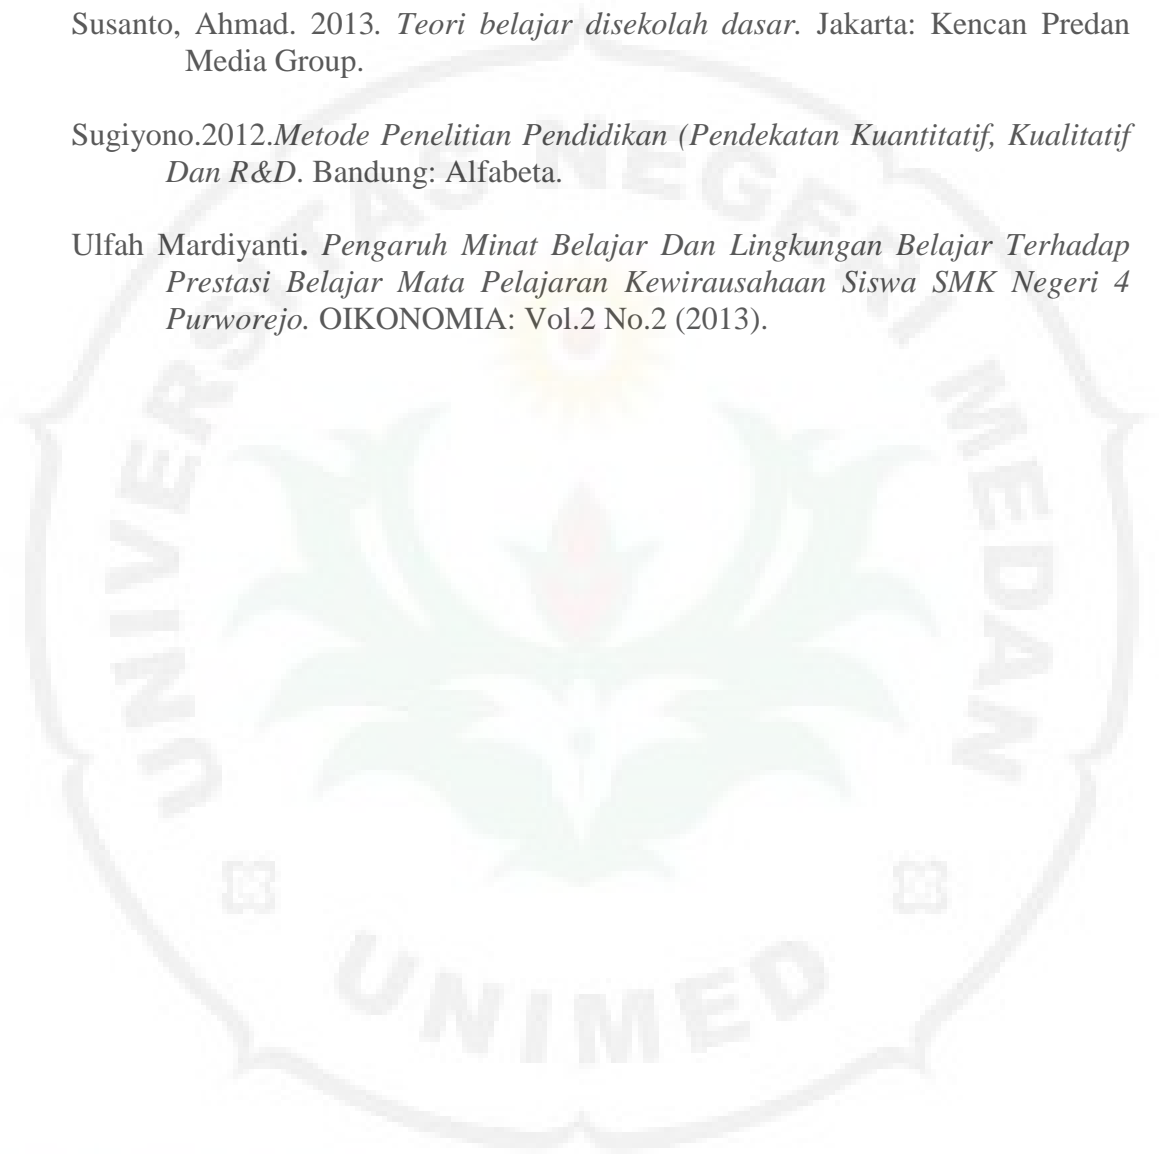 Susanto, Ahmad. 2013. Teori belajar disekolah dasar. Jakarta: Kencan Predan
Media Group.
Sugiyono.2012.Metode Penelitian Pendidikan (Pendekatan Kuantitatif, Kualitatif
Dan R&D. Bandung: Alfabeta.
Ulfah Mardiyanti. Pengaruh Minat Belajar Dan Lingkungan Belajar Terhadap
Prestasi Belajar Mata Pelajaran Kewirausahaan Siswa SMK Negeri 4
Purworejo. OIKONOMIA: Vol.2 No.2 (2013).
UNIVERSITAS NEGERI MEDAN
UNIMED